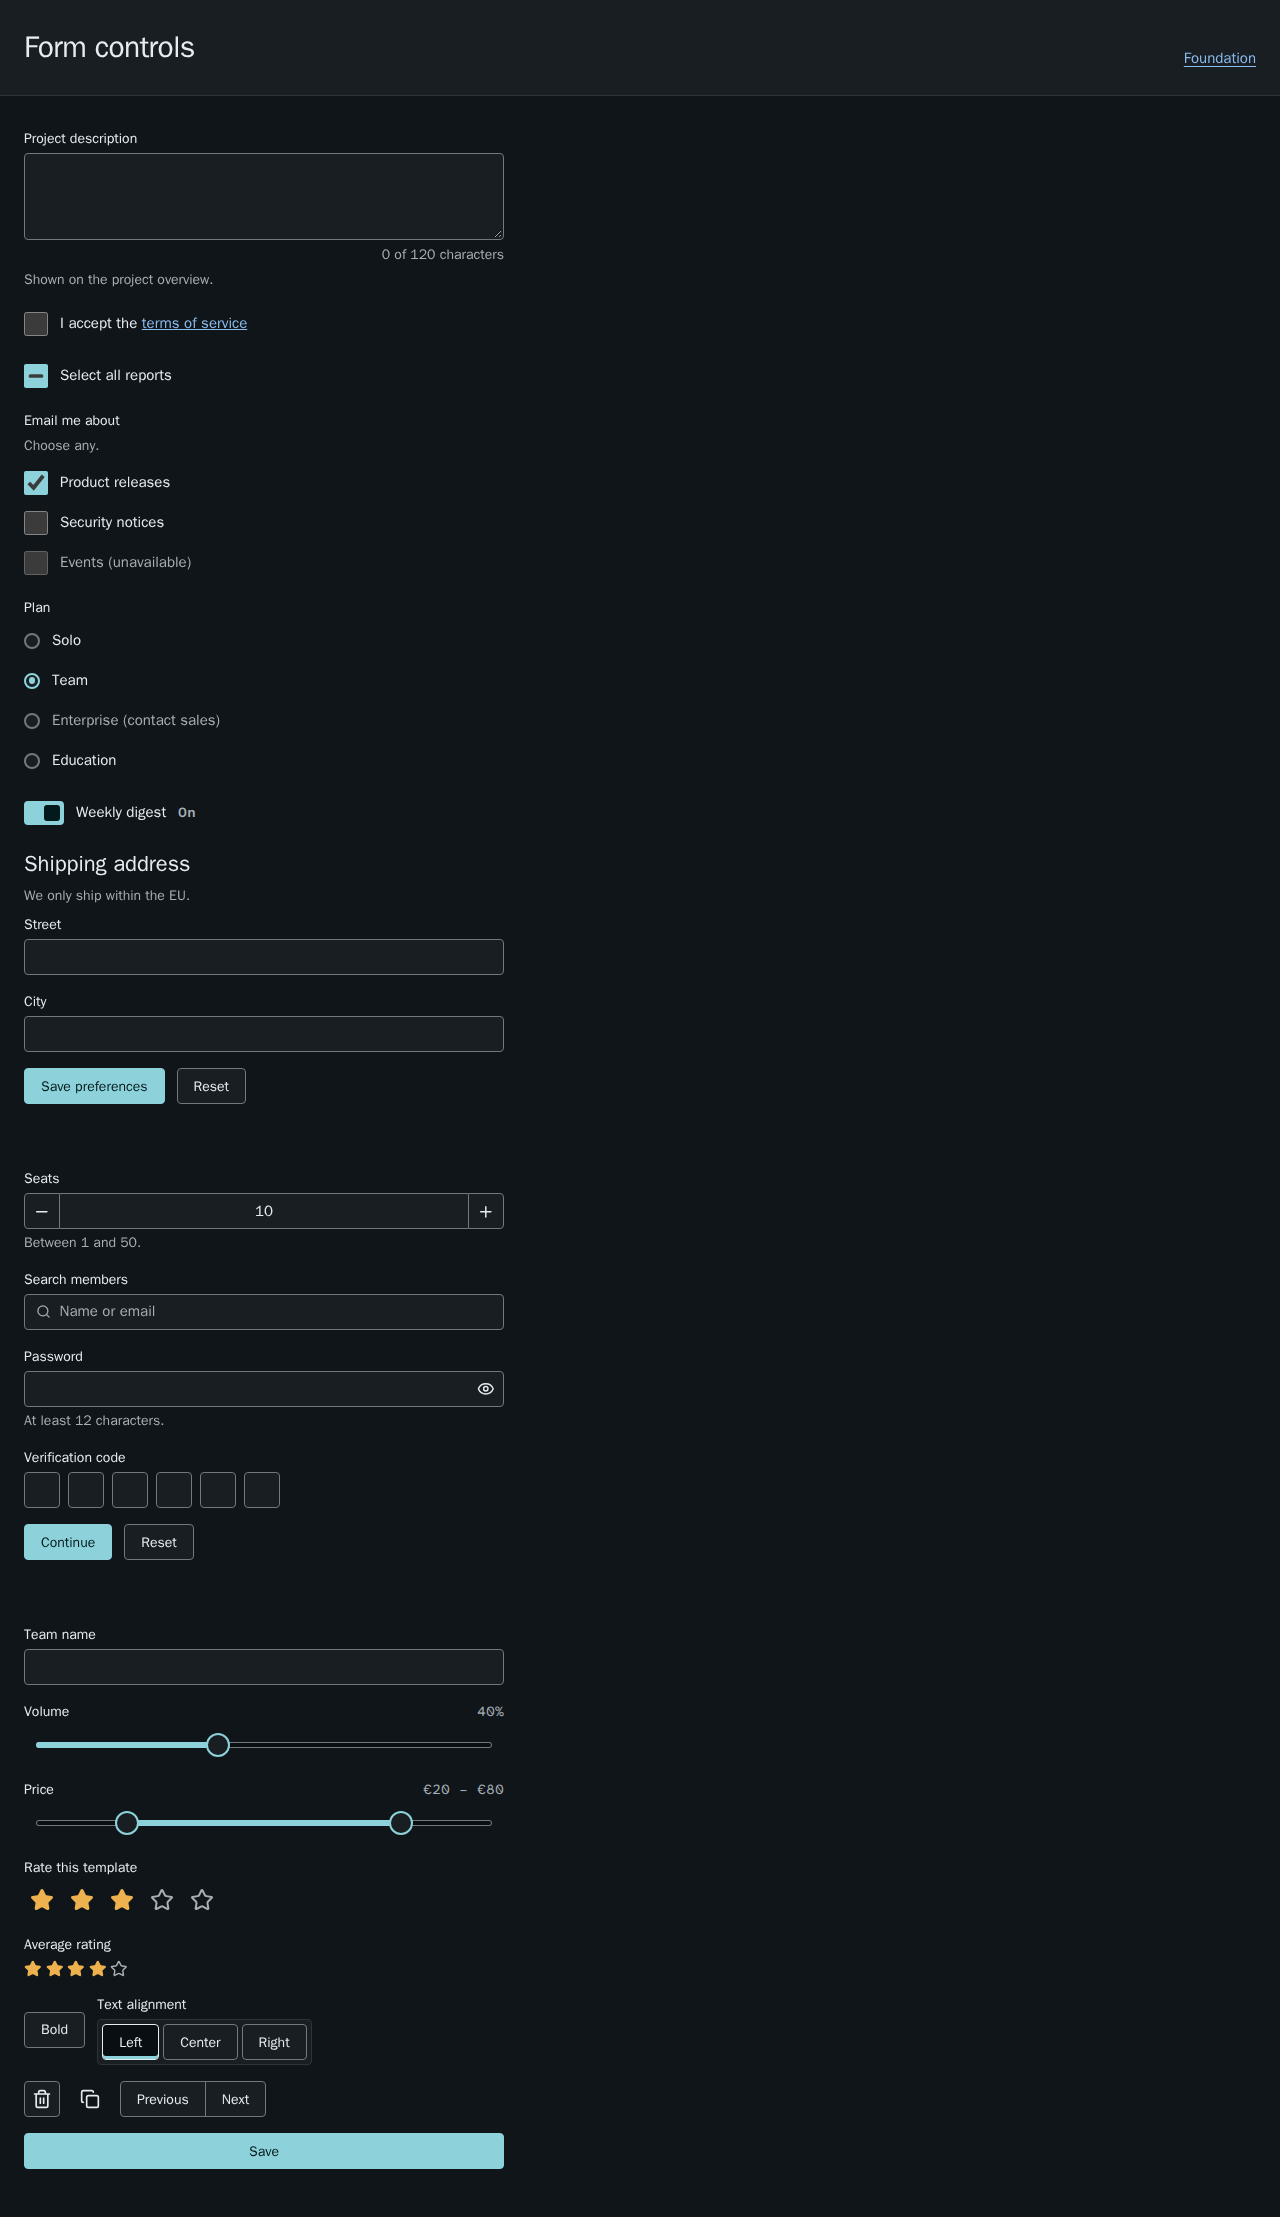 Form controls
Foundation
Project description
0 of 120 characters
Shown on the project overview.
I accept the terms of service
Select all reports
Email me about
Choose any.
Product releases
Security notices
Events (unavailable)
Plan
Solo
Team
Enterprise (contact sales)
Education
Weekly digest On
Shipping address
We only ship within the EU.
Street
City
Save preferences Reset
Seats
10
Between 1 and 50.
Search members
Name or email
Password
At least 12 characters.
Verification code
Continue Reset
Team name
Volume 40%
Price €20 – €80
Rate this template
Average rating
Text alignment
Bold Left Center Right
Previous Next
Save